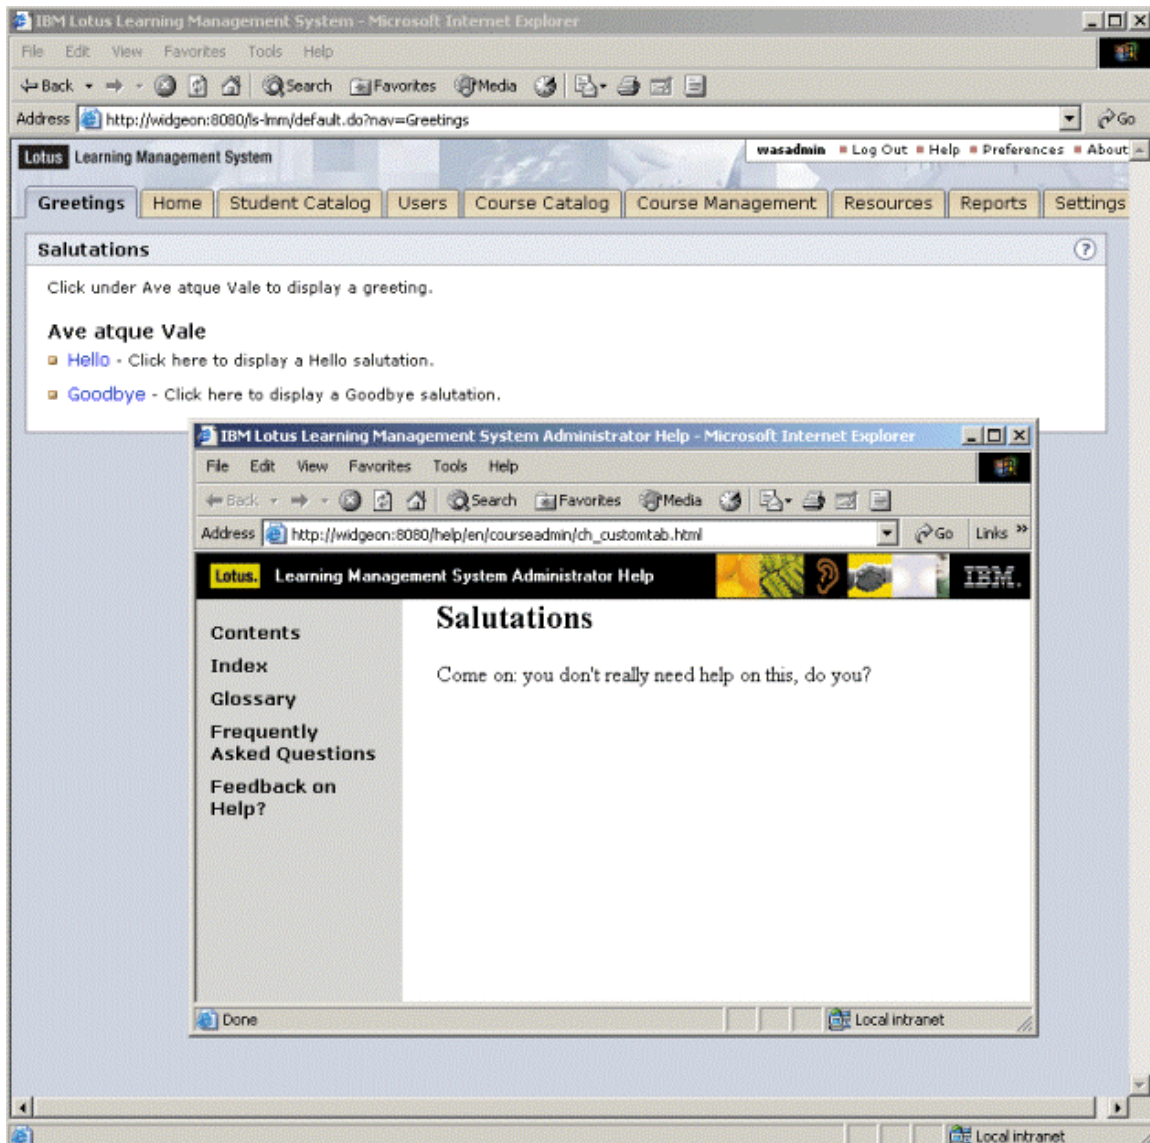 IBM Lotus Learning Management System - Microsoft Internet Explorer
File Edit View Favorites Tools Help
Back Search Favorites Media
Address http://widgeon:8080/ls-lmm/default.do?nav=Greetings Go
Lotus Learning Management System wasadmin Log Out Help Preferences About
Greetings Home Student Catalog Users Course Catalog Course Management Resources Reports Settings
Salutations ?
Click under Ave atque Vale to display a greeting.
Ave atque Vale
Hello - Click here to display a Hello salutation.
Goodbye - Click here to display a Goodbye salutation.
IBM Lotus Learning Management System Administrator Help - Microsoft Internet Explorer
File Edit View Favorites Tools Help
Back Search Favorites Media
Address http://widgeon:8080/help/en/courseadmin/ch_customtab.html Go Links »
Lotus. Learning Management System Administrator Help IBM.
Contents
Index
Glossary
Frequently
Asked Questions
Feedback on
Help?
Salutations
Come on: you don't really need help on this, do you?
Done Local intranet
Local intranet